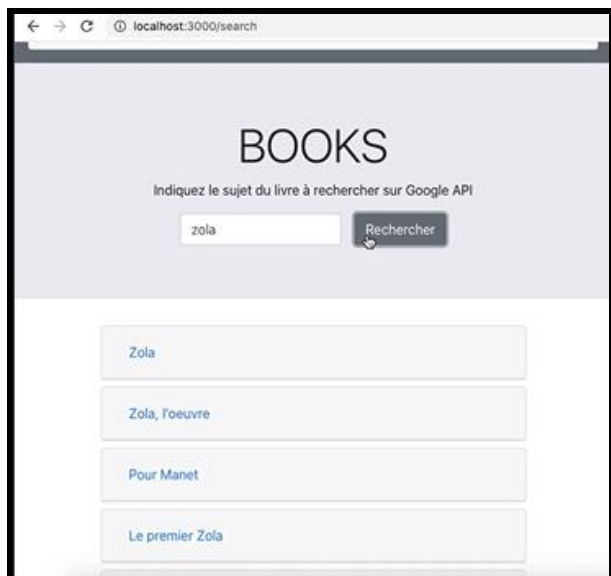 localhost:3000/search
BOOKS
Indiquez le sujet du livre à rechercher sur Google API
zola Rechercher
Zola
Zola, l'oeuvre
Pour Manet
Le premier Zola